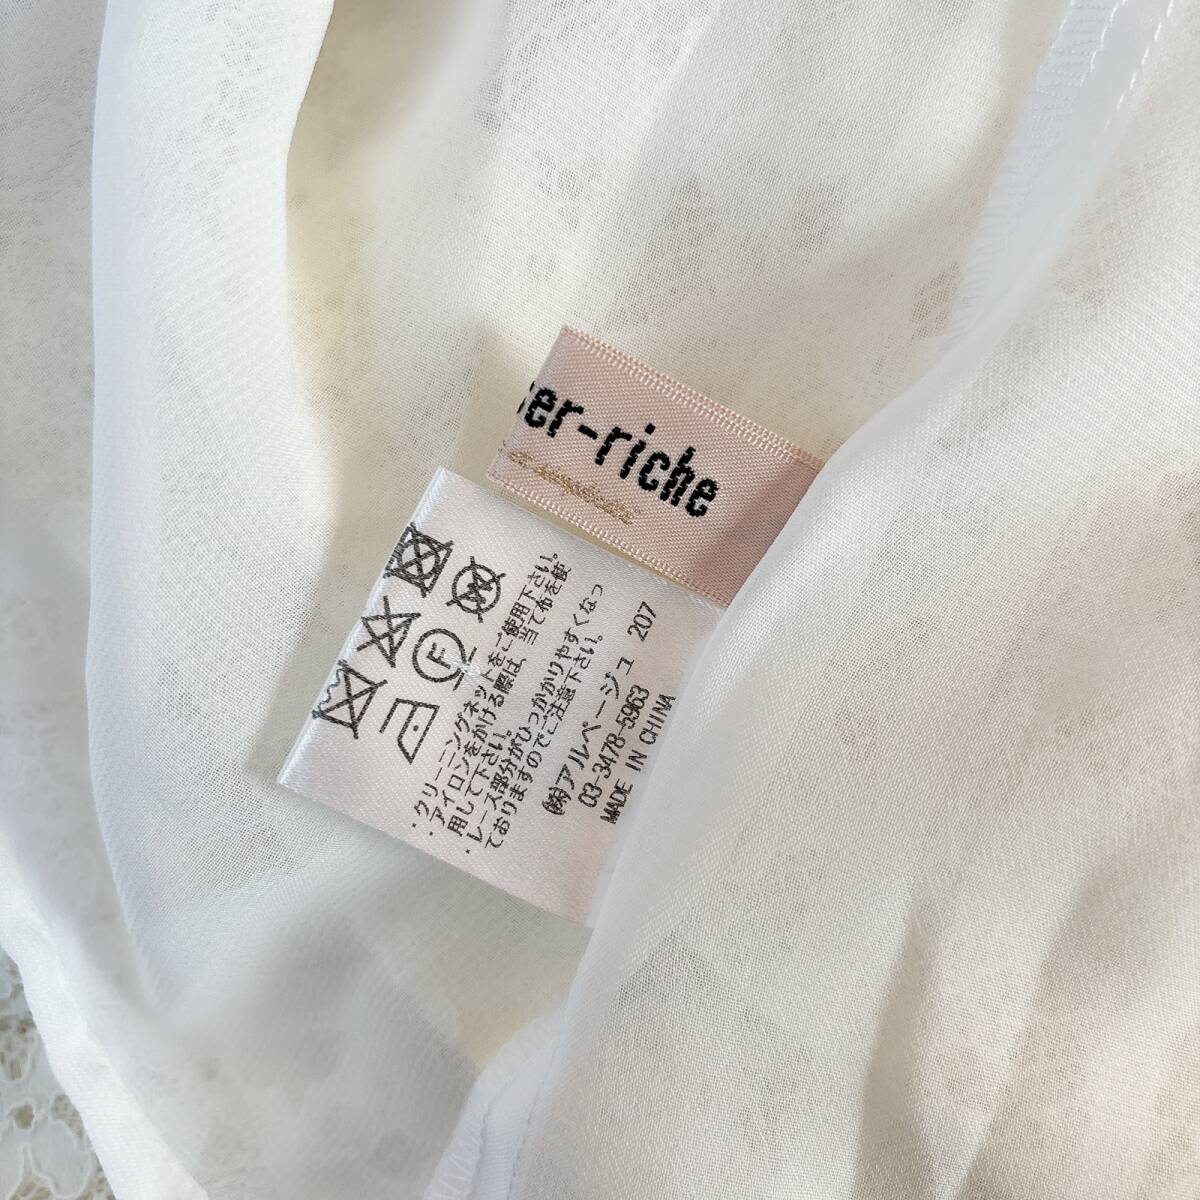 er-riche
F
W
・クリーニングネットをご使用下さい。
・アイロンをかける際は、当て布を使
用して下さい。
・レース部分がひっかかりやすくなっ
ておりますのでご注意下さい。
㈱アルページュ 207
03-3478-5963
MADE IN CHINA